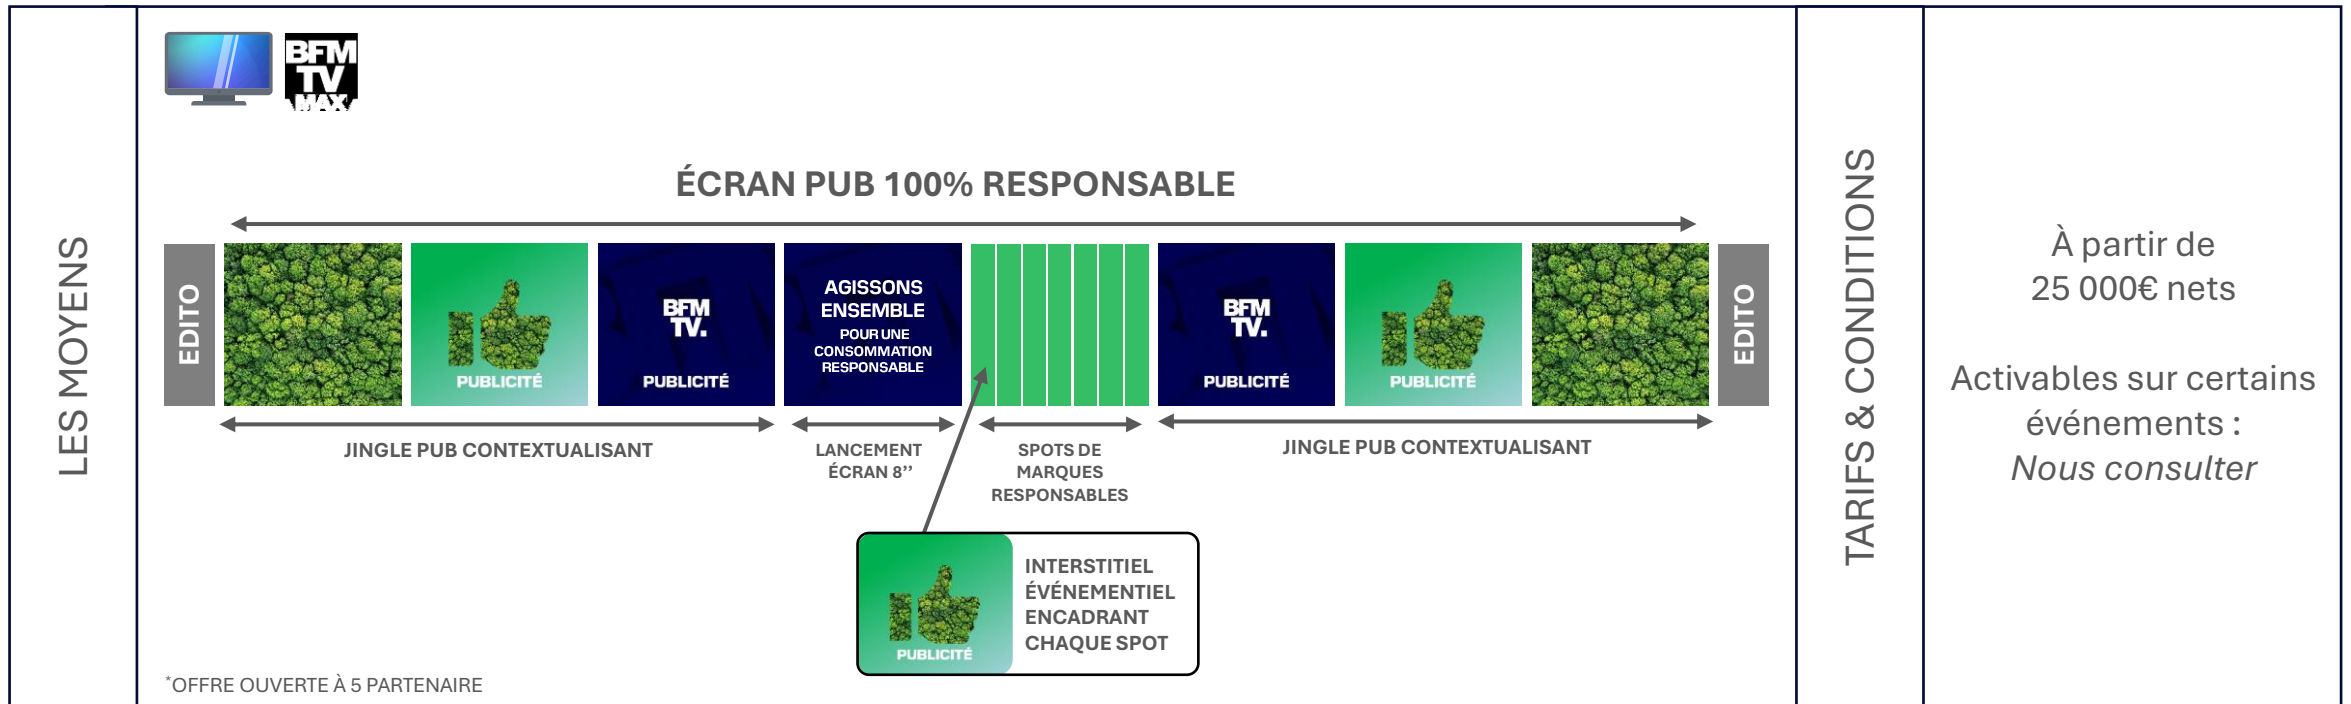 LES MOYENS
BFM
TV
MAX
ÉCRAN PUB 100% RESPONSABLE
EDITO
PUBLICITÉ
BFM
TV.
PUBLICITÉ
AGISSONS
ENSEMBLE
POUR UNE
CONSOMMATION
RESPONSABLE
BFM
TV.
PUBLICITÉ
PUBLICITÉ
EDITO
JINGLE PUB CONTEXTUALISANT
LANCEMENT
ÉCRAN 8’’
SPOTS DE
MARQUES
RESPONSABLES
JINGLE PUB CONTEXTUALISANT
PUBLICITÉ
INTERSTITIEL
ÉVÉNEMENTIEL
ENCADRANT
CHAQUE SPOT
*OFFRE OUVERTE À 5 PARTENAIRE
TARIFS & CONDITIONS
À partir de
25 000€ nets
Activables sur certains
événements :
Nous consulter